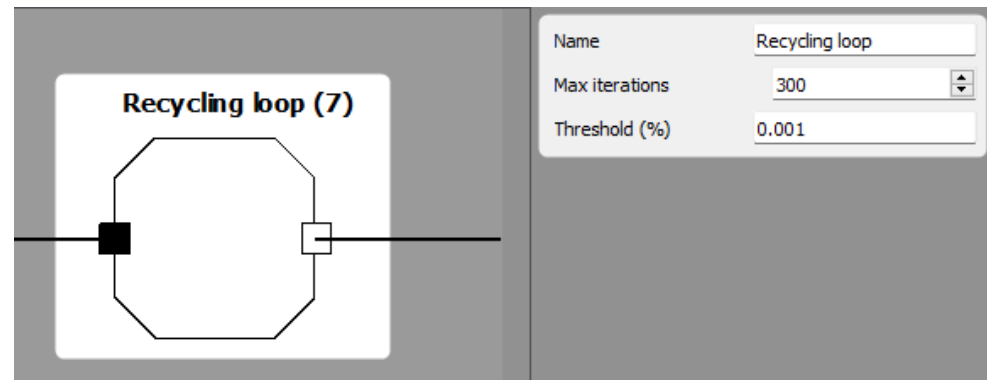 Recycling loop (7)
Name Recycling loop
Max iterations 300
Threshold (%) 0.001